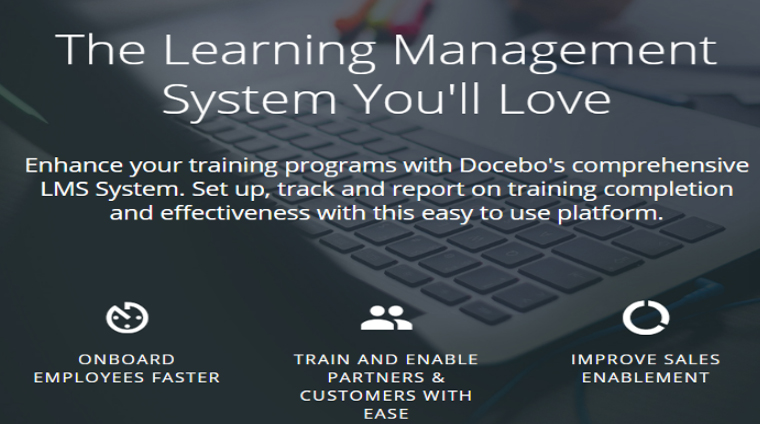 The Learning Management
System You'll Love
Enhance your training programs with Docebo's comprehensive
LMS System. Set up, track and report on training completion
and effectiveness with this easy to use platform.
ONBOARD
EMPLOYEES FASTER
TRAIN AND ENABLE
PARTNERS &
CUSTOMERS WITH
EASE
IMPROVE SALES
ENABLEMENT